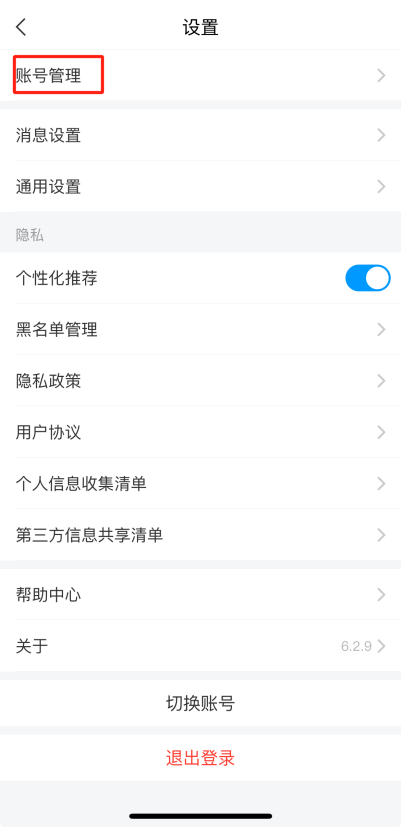 设置
账号管理
消息设置
通用设置
隐私
个性化推荐
黑名单管理
隐私政策
用户协议
个人信息收集清单
第三方信息共享清单
帮助中心
关于 6.2.9
切换账号
退出登录